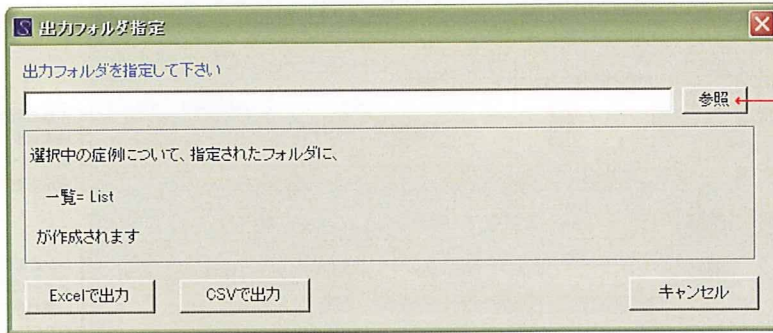 出力フォルダ指定
出力フォルダを指定して下さい
参照
選択中の症例について、指定されたフォルダに、
一覧= List
が作成されます
Excelで出力 CSVで出力 キャンセル